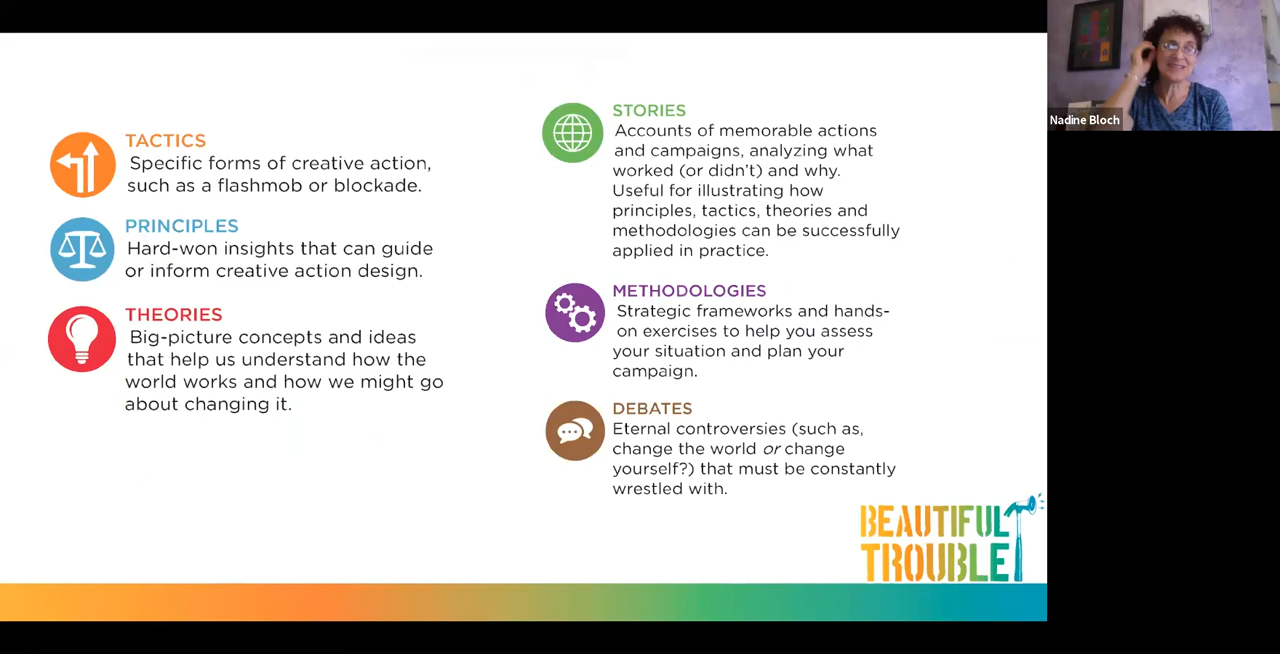 TACTICS
Specific forms of creative action,
such as a flashmob or blockade.
PRINCIPLES
Hard-won insights that can guide
or inform creative action design.
THEORIES
Big-picture concepts and ideas
that help us understand how the
world works and how we might go
about changing it.
STORIES
Accounts of memorable actions
and campaigns, analyzing what
worked (or didn't) and why.
Useful for illustrating how
principles, tactics, theories and
methodologies can be successfully
applied in practice.
METHODOLOGIES
Strategic frameworks and hands-
on exercises to help you assess
your situation and plan your
campaign.
DEBATES
Eternal controversies (such as,
change the world or change
yourself?) that must be constantly
wrestled with.
BEAUTIFUL
TROUBLE
Nadine Bloch